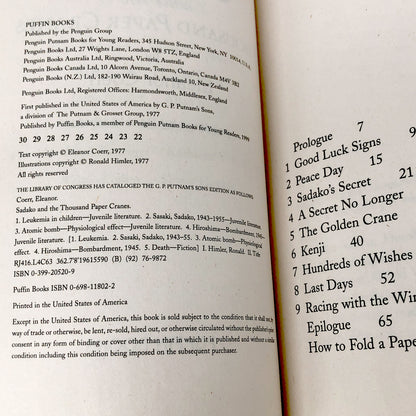 PUFFIN BOOKS
Published by the Penguin Group
Penguin Putnam Books for Young Readers, 345 Hudson Street, New York, NY 10014, U.S.A.
Penguin Books Ltd, 27 Wrights Lane, London W8 5TZ, England
Penguin Books Australia Ltd, Ringwood, Victoria, Australia
Penguin Books Canada Ltd, 10 Alcorn Avenue, Toronto, Ontario, Canada M4V 3B2
Penguin Books (N.Z.) Ltd, 182-190 Wairau Road, Auckland 10, New Zealand
Penguin Books Ltd, Registered Offices: Harmondsworth, Middlesex, England
First published in the United States of America by G. P. Putnam's Sons,
a division of The Putnam & Grosset Group, 1977
Published by Puffin Books, a member of Penguin Putnam Books for Young Readers, 1999
30 29 28 27 26 25 24 23 22
Text copyright © Eleanor Coerr, 1977
Illustrations copyright © Ronald Himler, 1977
All rights reserved
THE LIBRARY OF CONGRESS HAS CATALOGED THE G. P. PUTNAM'S SONS EDITION AS FOLLOWS
Coerr, Eleanor.
Sadako and the Thousand Paper Cranes.
1. Leukemia in children—Juvenile literature. 2. Sasaki, Sadako, 1943-1955—Juvenile literature.
3. Atomic bomb—Physiological effect—Juvenile literature. 4. Hiroshima—Bombardment, 1945—
Juvenile literature. [1. Leukemia. 2. Sasaki, Sadako, 1943-55. 3. Atomic bomb—Physiological
effect. 4. Hiroshima—Bombardment, 1945. 5. Death—Fiction] I. Himler, Ronald. II. Title
RJ416.L4C63 362.7'8'19615590 (B) (92) 76-9872
ISBN 0-399-20520-9
Puffin Books ISBN 0-698-11802-2
Printed in the United States of America
Except in the United States of America, this book is sold subject to the condition that it shall not, by
way of trade or otherwise, be lent, re-sold, hired out, or otherwise circulated without the publisher's prior
consent in any form of binding or cover other than that in which it is published and without a similar
condition including this condition being imposed on the subsequent purchaser.
Prologue 7
1 Good Luck Signs 9
2 Peace Day 15
3 Sadako's Secret
4 A Secret No Longer
5 The Golden Crane
6 Kenji 40
7 Hundreds of Wishes
8 Last Days 52
9 Racing with the Win
Epilogue 65
How to Fold a Pape